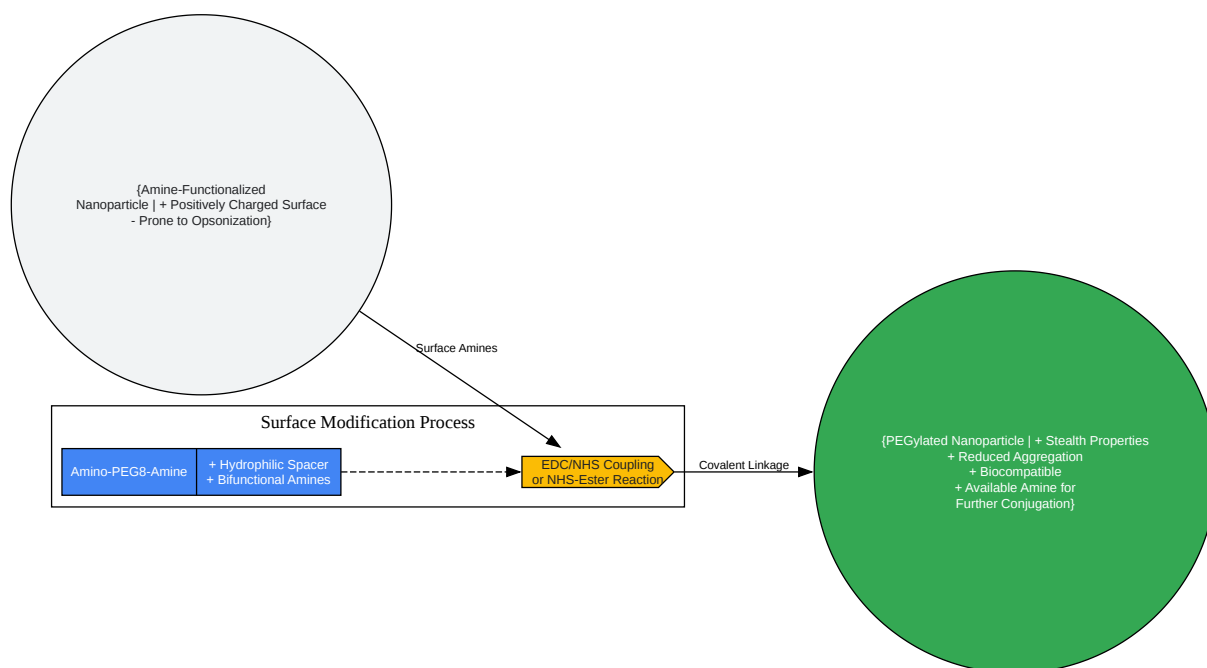 {Amine-Functionalized
Nanoparticle | + Positively Charged Surface
- Prone to Opsonization}
Surface Amines
Surface Modification Process
Amino-PEG8-Amine
+ Hydrophilic Spacer
+ Bifunctional Amines
EDC/NHS Coupling
or NHS-Ester Reaction
Covalent Linkage
{PEGylated Nanoparticle | + Stealth Properties
+ Reduced Aggregation
+ Biocompatible
+ Available Amine for
Further Conjugation}